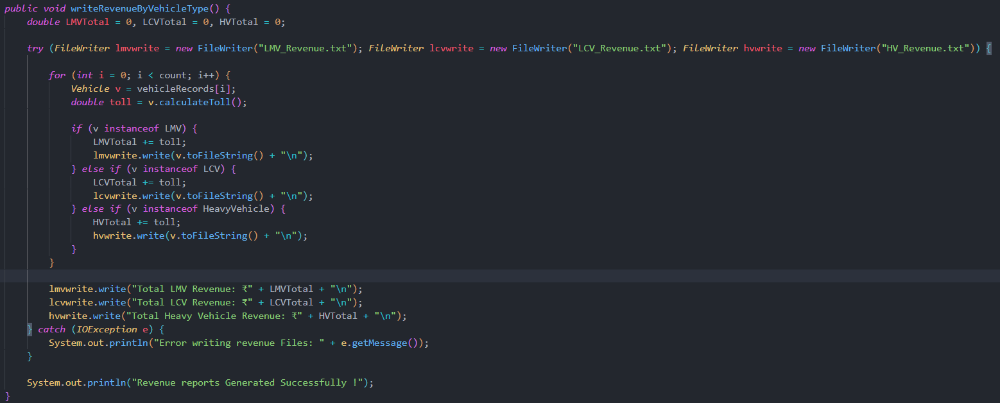 public void writeRevenueByVehicleType() {
    double LMVTotal = 0, LCVTotal = 0, HVTotal = 0;

    try (FileWriter lmvwrite = new FileWriter("LMV_Revenue.txt"); FileWriter lcvwrite = new FileWriter("LCV_Revenue.txt"); FileWriter hvwrite = new FileWriter("HV_Revenue.txt")) {

        for (int i = 0; i < count; i++) {
            Vehicle v = vehicleRecords[i];
            double toll = v.calculateToll();

            if (v instanceof LMV) {
                LMVTotal += toll;
                lmvwrite.write(v.toFileString() + "\n");
            } else if (v instanceof LCV) {
                LCVTotal += toll;
                lcvwrite.write(v.toFileString() + "\n");
            } else if (v instanceof HeavyVehicle) {
                HVTotal += toll;
                hvwrite.write(v.toFileString() + "\n");
            }
        }

        lmvwrite.write("Total LMV Revenue: ₹" + LMVTotal + "\n");
        lcvwrite.write("Total LCV Revenue: ₹" + LCVTotal + "\n");
        hvwrite.write("Total Heavy Vehicle Revenue: ₹" + HVTotal + "\n");
    } catch (IOException e) {
        System.out.println("Error writing revenue Files: " + e.getMessage());
    }

    System.out.println("Revenue reports Generated Successfully !");
}